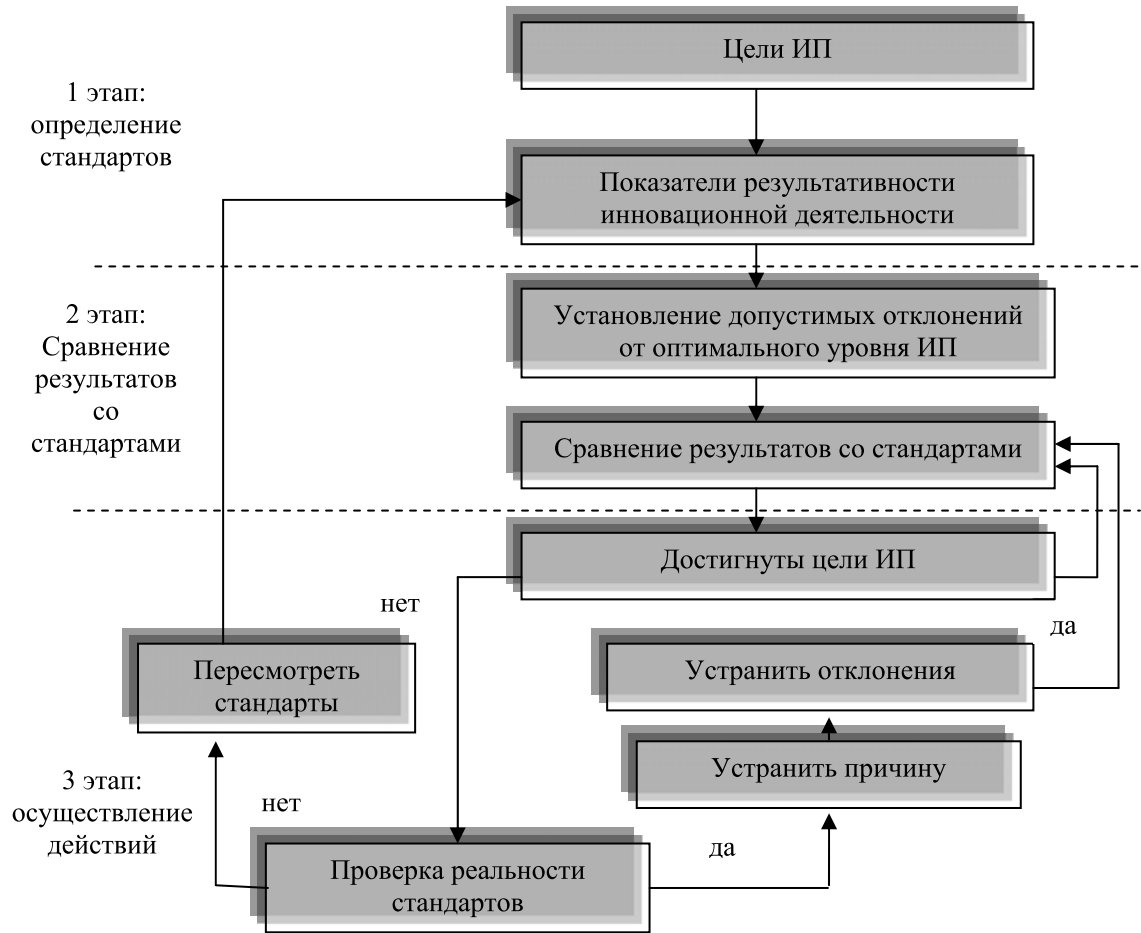 Цели ИП
1 этап:
определение
стандартов
Показатели результативности
инновационной деятельности
2 этап:
Сравнение
результатов
со
стандартами
Установление допустимых отклонений
от оптимального уровня ИП
Сравнение результатов со стандартами
Достигнуты цели ИП
нет
да
Пересмотреть
стандарты
Устранить отклонения
Устранить причину
3 этап:
осуществление
действий
нет
да
Проверка реальности
стандартов